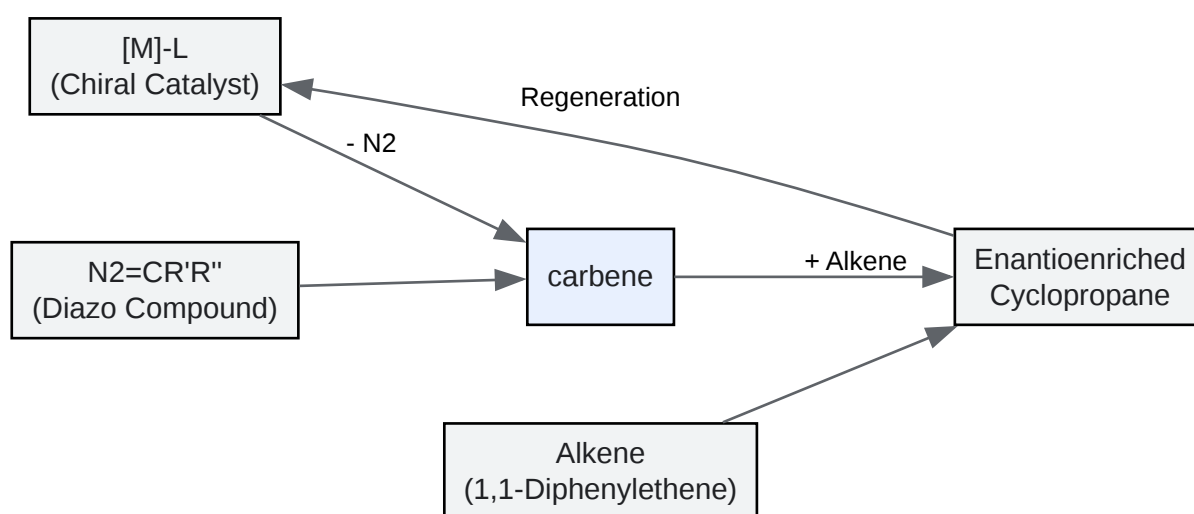 [M]-L
(Chiral Catalyst)
Regeneration
- N2
N2=CR'R"
(Diazo Compound)
carbene
+ Alkene
Enantioenriched
Cyclopropane
Alkene
(1,1-Diphenylethene)